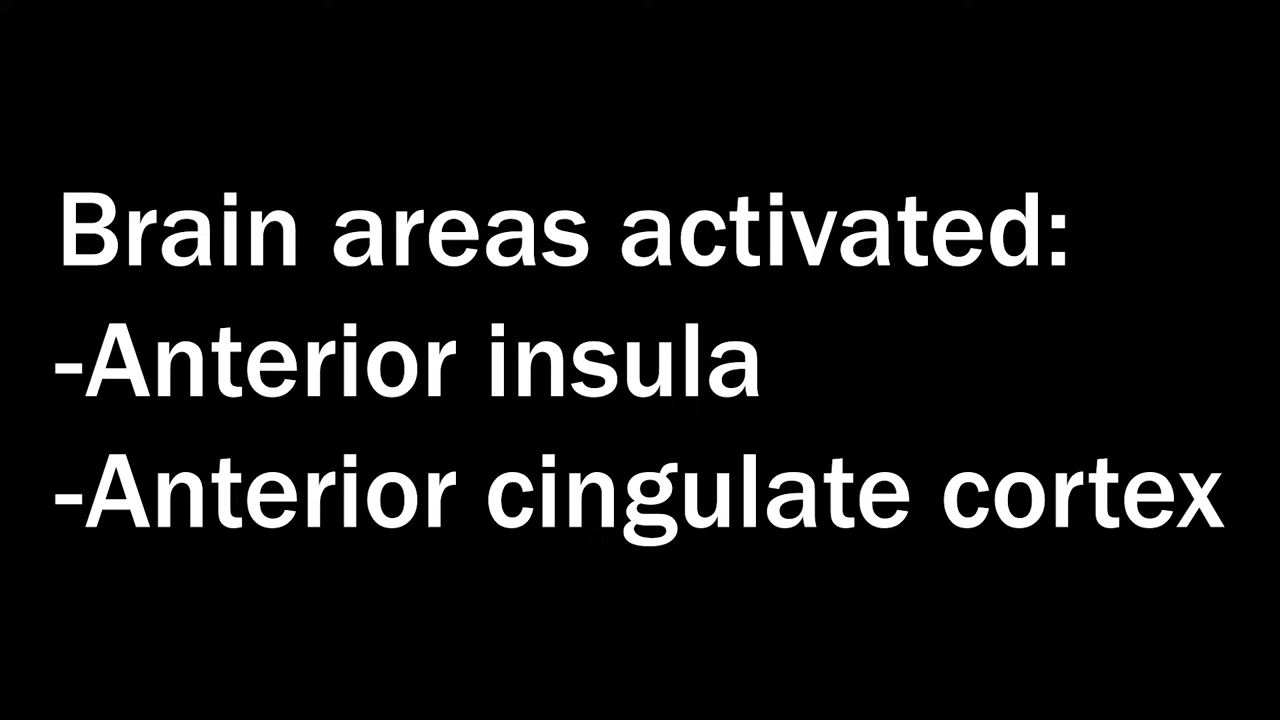 Brain areas activated:
-Anterior insula
-Anterior cingulate cortex